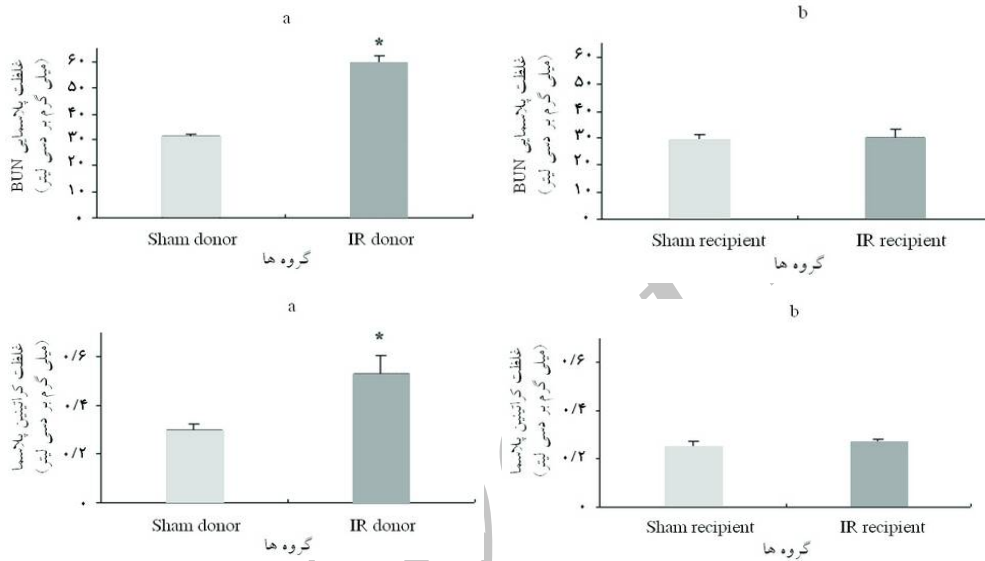 a
غلظت پلاسمایی BUN
(میلی گرم بر دسی لیتر)
۶۰
۵۰
۴۰
۳۰
۲۰
۱۰
۰
*
Sham donor
IR donor
گروه ها
b
غلظت پلاسمایی BUN
(میلی گرم بر دسی لیتر)
۶۰
۵۰
۴۰
۳۰
۲۰
۱۰
۰
Sham recipient
IR recipient
گروه ها
a
غلظت کراتینین پلاسما
(میلی گرم بر دسی لیتر)
۰/۶
۰/۴
۰/۲
۰
*
Sham donor
IR donor
گروه ها
b
غلظت کراتینین پلاسما
(میلی گرم بر دسی لیتر)
۰/۶
۰/۴
۰/۲
۰
Sham recipient
IR recipient
گروه ها